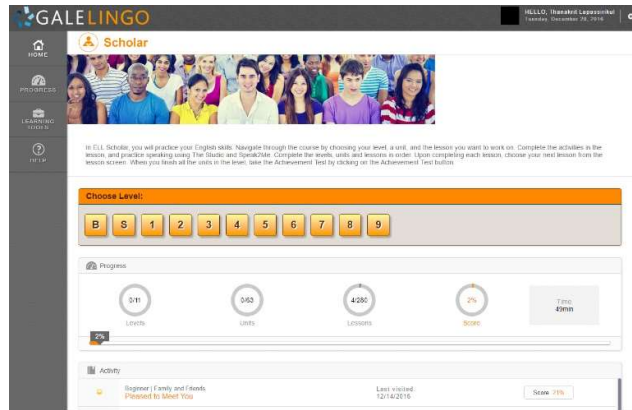 GALELINGO
HELLO, Thanakrit Lapassirikul
Tuesday, December 20, 2016
HOME
PROGRESS
LEARNING TOOLS
HELP
Scholar
In ELL Scholar, you will practice your English skills. Navigate through the course by choosing your level, a unit, and the lesson you want to work on. Complete the activities in the
lesson, and practice speaking using The Studio and Speak2Me. Complete the levels, units and lessons in order. Upon completing each lesson, choose your next lesson from the
lesson screen. When you finish all the units in the level, take the Achievement Test by clicking on the Achievement Test button.
Choose Level:
B S 1 2 3 4 5 6 7 8 9
Progress
0/11 0/63 4/280 2% Time
49min
Levels Units Lessons Score
2%
Activity
Beginner | Family and Friends
Pleased to Meet You
Last visited
12/14/2016
Score